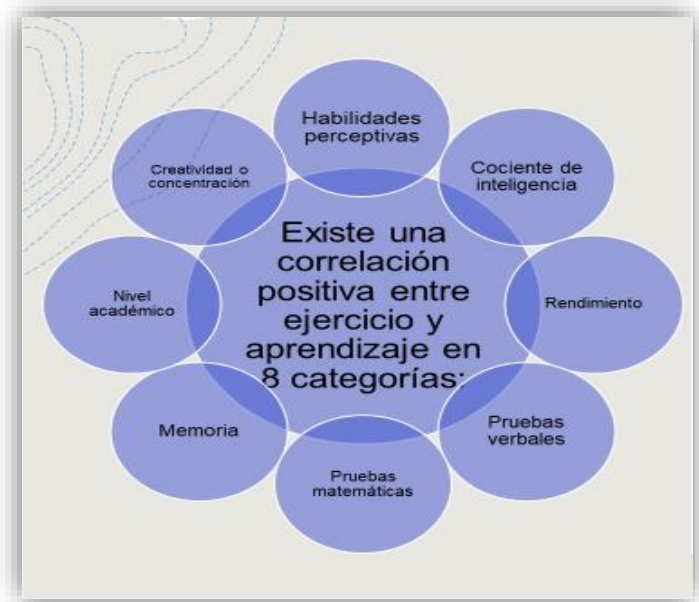 Habilidades
perceptivas
Cociente de
inteligencia
Rendimiento
Pruebas
verbales
Pruebas
matemáticas
Memoria
Nivel
académico
Creatividad o
concentración
Existe una
correlación
positiva entre
ejercicio y
aprendizaje en
8 categorías: